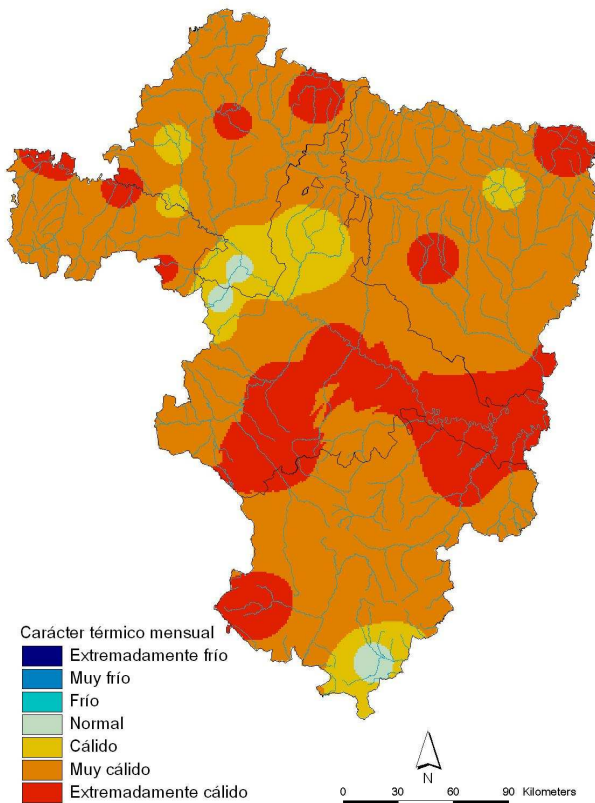 Carácter térmico mensual
Extremadamente frío
Muy frío
Frío
Normal
Cálido
Muy cálido
Extremadamente cálido
N
0 30 60 90 Kilometers